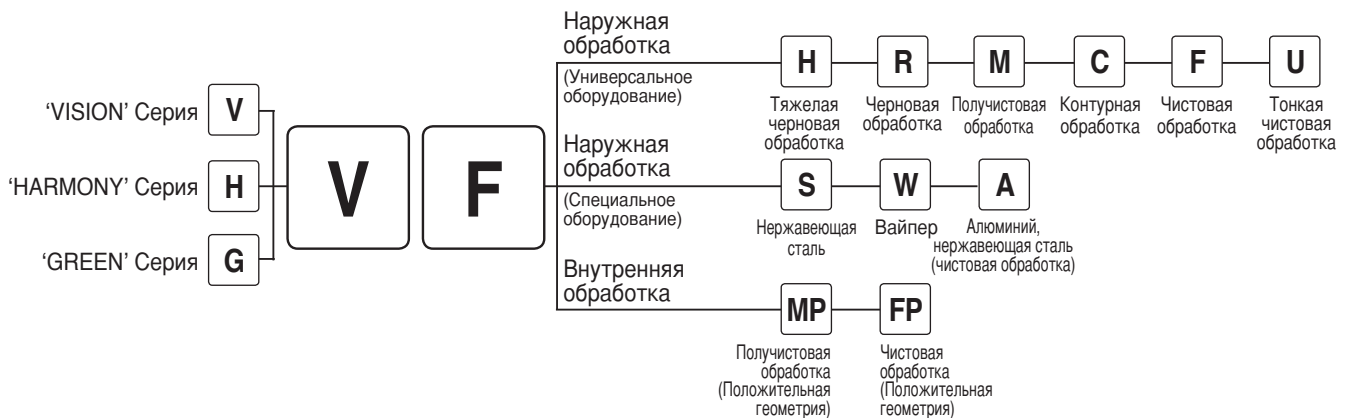 'VISION' Серия
V
'HARMONY' Серия
H
'GREEN' Серия
G
V
F
Наружная
обработка
(Универсальное
оборудование)
H
Тяжелая
черновая
обработка
R
Черновая
обработка
M
Получистовая
обработка
C
Контурная
обработка
F
Чистовая
обработка
U
Тонкая
чистовая
обработка
Наружная
обработка
(Специальное
оборудование)
S
Нержавеющая
сталь
W
Вайпер
A
Алюминий,
нержавеющая сталь
(чистовая обработка)
Внутренняя
обработка
MP
Получистовая
обработка
(Положительная
геометрия)
FP
Чистовая
обработка
(Положительная
геометрия)